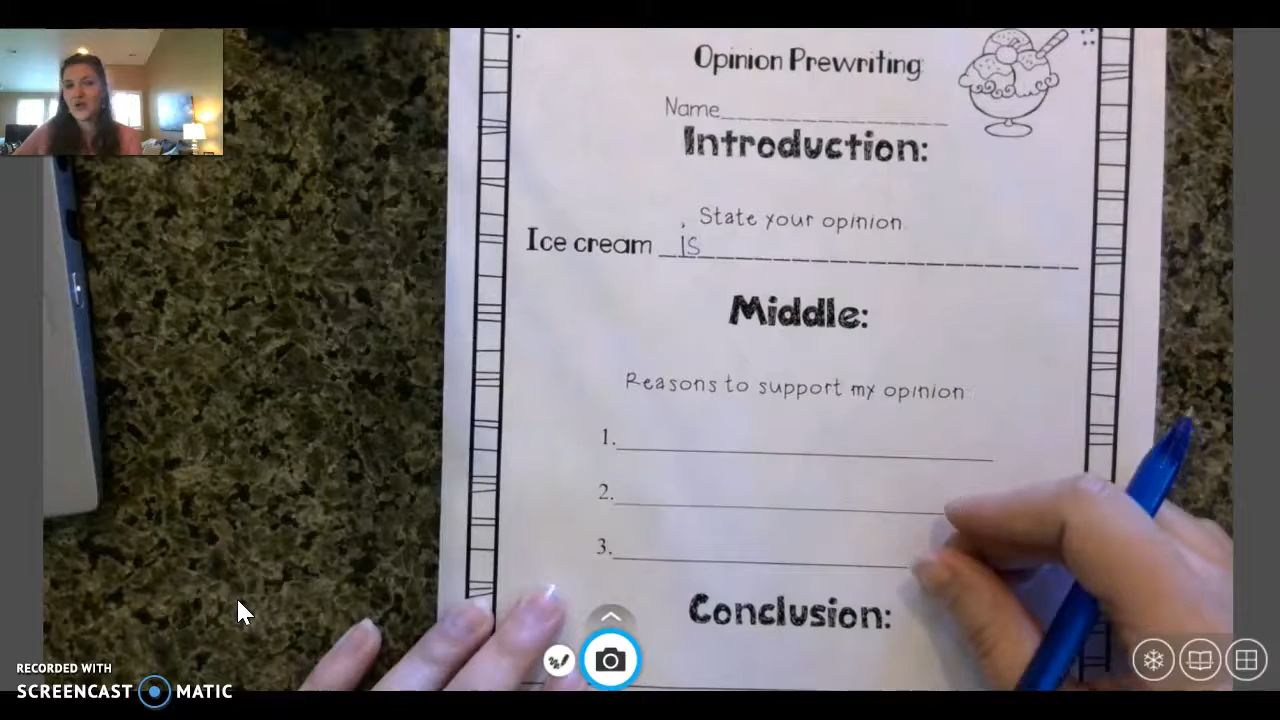 Opinion Prewriting
Name
Introduction:
State your opinion
Ice cream is
Middle:
Reasons to support my opinion
1.
2.
3.
Conclusion:
RECORDED WITH
SCREENCAST MATIC